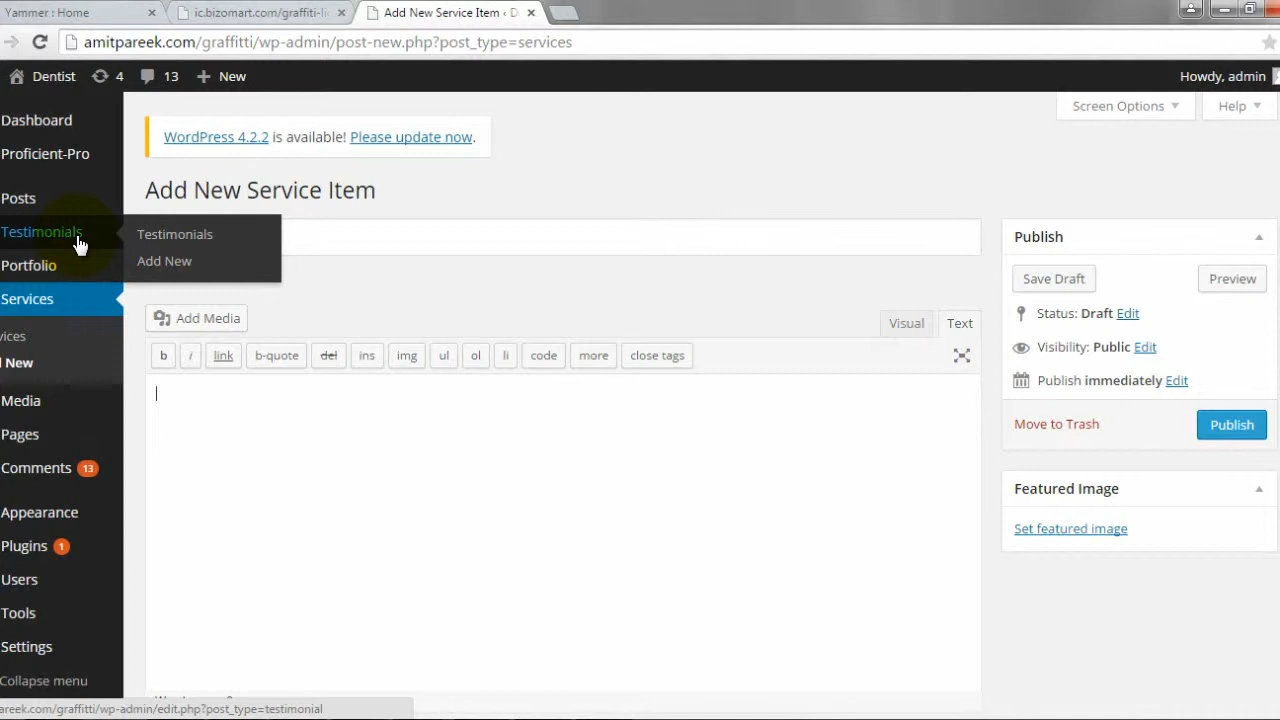 Yammer : Home
ic.bizomart.com/graffiti-li
Add New Service Item ‹ D
amitpareek.com/graffitti/wp-admin/post-new.php?post_type=services
Dentist 4 13 + New
Howdy, admin
Screen Options
Help
Dashboard
Proficient-Pro
Posts
Testimonials
Portfolio
Services
vices
New
Media
Pages
Comments 13
Appearance
Plugins 1
Users
Tools
Settings
Collapse menu
Testimonials
Add New
WordPress 4.2.2 is available! Please update now.
Add New Service Item
Add Media
Visual Text
b i link b-quote del ins img ul ol li code more close tags
Publish
Save Draft Preview
Status: Draft Edit
Visibility: Public Edit
Publish immediately Edit
Move to Trash Publish
Featured Image
Set featured image
pareek.com/graffitti/wp-admin/edit.php?post_type=testimonial